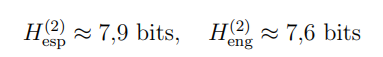 H_esp^(2) ≈ 7,9 bits, H_eng^(2) ≈ 7,6 bits